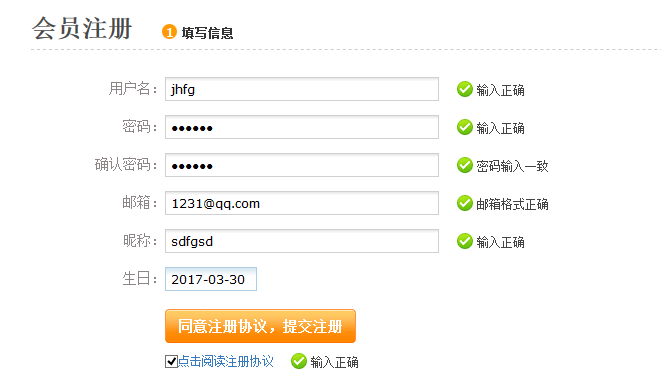 会员注册 1 填写信息
用户名： jhfg 输入正确
密码： ●●●●●● 输入正确
确认密码： ●●●●●● 密码输入一致
邮箱： 1231@qq.com 邮箱格式正确
昵称： sdfgsd 输入正确
生日： 2017-03-30
同意注册协议，提交注册
点击阅读注册协议 输入正确